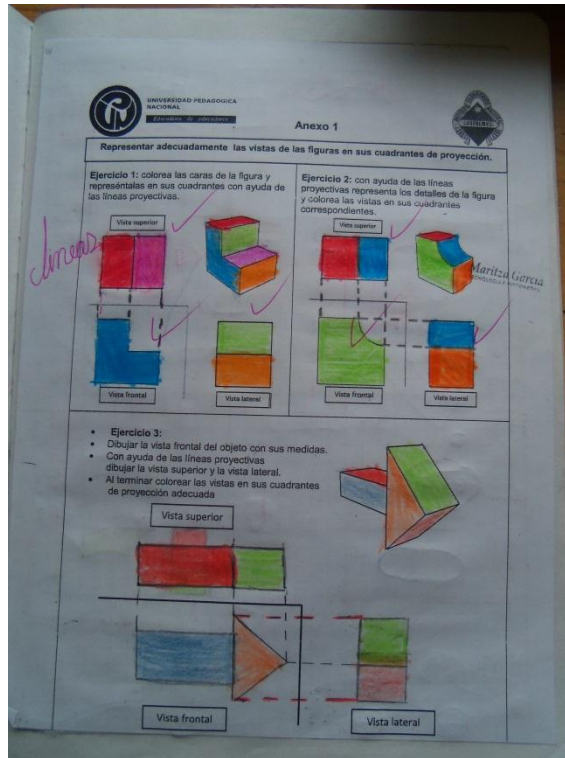 UNIVERSIDAD PEDAGOGICA
NACIONAL
Educadora de educadores
Anexo 1
Representar adecuadamente las vistas de las figuras en sus cuadrantes de proyección.
Ejercicio 1: colorea las caras de la figura y
represéntalas en sus cuadrantes con ayuda de
las líneas proyectivas.
Vista superior
lineas
Vista frontal
Vista lateral
Ejercicio 2: con ayuda de las líneas
proyectivas representa los detalles de la figura
y colorea las vistas en sus cuadrantes
correspondientes.
Vista superior
Maritza Garcia
Vista frontal
Vista lateral
• Ejercicio 3:
• Dibujar la vista frontal del objeto con sus medidas.
• Con ayuda de las líneas proyectivas
dibujar la vista superior y la vista lateral.
• Al terminar colorear las vistas en sus cuadrantes
de proyección adecuada
Vista superior
Vista frontal
Vista lateral